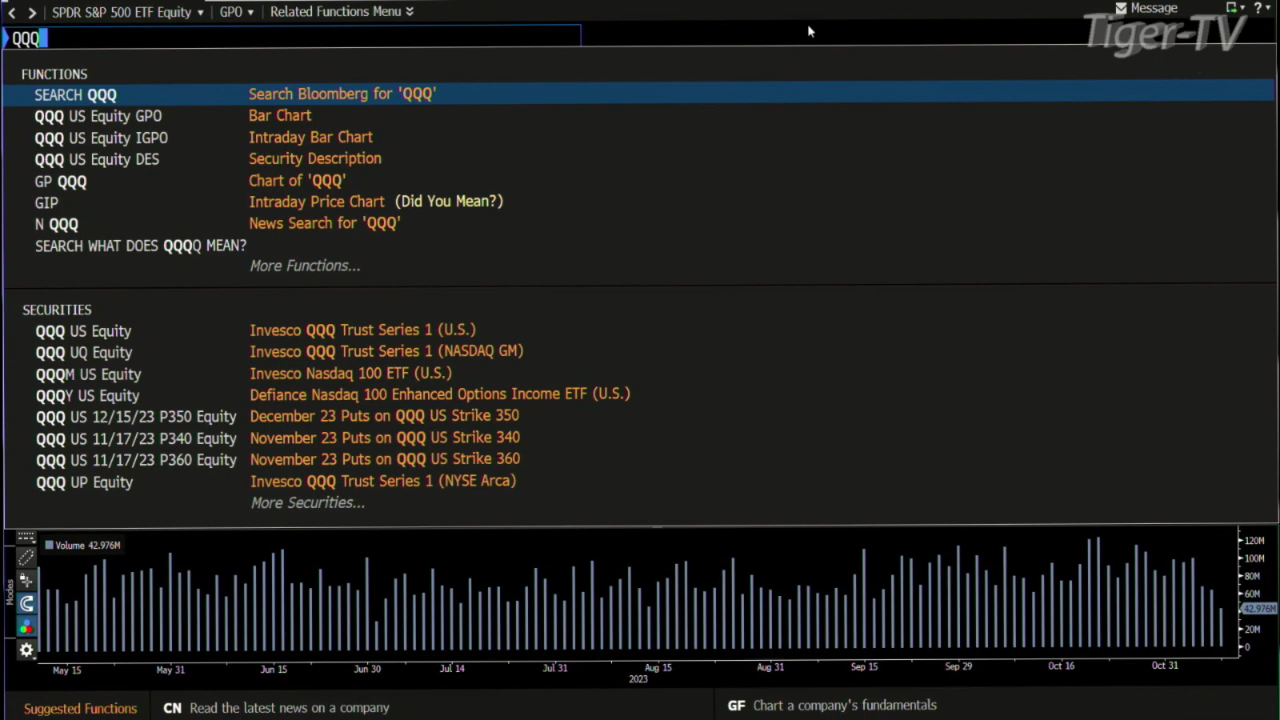 SPDR S&P 500 ETF Equity GPO Related Functions Menu Message ?
Tiger-TV
QQQ
FUNCTIONS
SEARCH QQQ Search Bloomberg for 'QQQ'
QQQ US Equity GPO Bar Chart
QQQ US Equity IGPO Intraday Bar Chart
QQQ US Equity DES Security Description
GP QQQ Chart of 'QQQ'
GIP Intraday Price Chart (Did You Mean?)
N QQQ News Search for 'QQQ'
SEARCH WHAT DOES QQQQ MEAN?
More Functions...
SECURITIES
QQQ US Equity Invesco QQQ Trust Series 1 (U.S.)
QQQ UQ Equity Invesco QQQ Trust Series 1 (NASDAQ GM)
QQQM US Equity Invesco Nasdaq 100 ETF (U.S.)
QQQY US Equity Defiance Nasdaq 100 Enhanced Options Income ETF (U.S.)
QQQ US 12/15/23 P350 Equity December 23 Puts on QQQ US Strike 350
QQQ US 11/17/23 P340 Equity November 23 Puts on QQQ US Strike 340
QQQ US 11/17/23 P360 Equity November 23 Puts on QQQ US Strike 360
QQQ UP Equity Invesco QQQ Trust Series 1 (NYSE Arca)
More Securities...
Volume 42.976M
120M
100M
80M
60M
42.976M
20M
0
Modes
May 15 May 31 Jun 15 Jun 30 Jul 14 Jul 31 Aug 15 Aug 31 Sep 15 Sep 29 Oct 16 Oct 31
2023
Suggested Functions CN Read the latest news on a company GF Chart a company's fundamentals